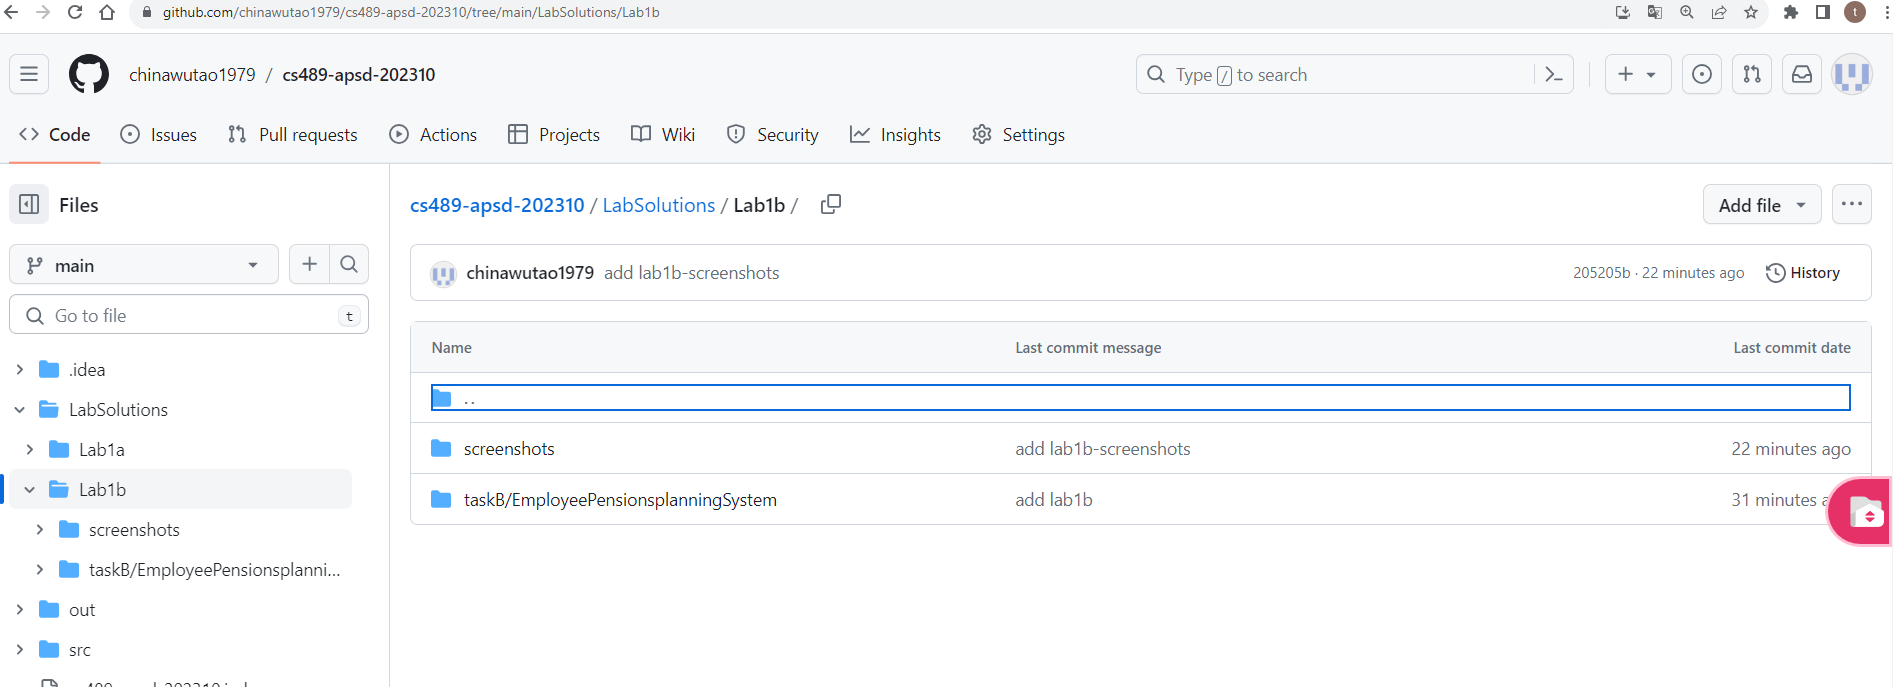 github.com/chinawutao1979/cs489-apsd-202310/tree/main/LabSolutions/Lab1b
t
chinawutao1979 / cs489-apsd-202310
Type / to search
Code Issues Pull requests Actions Projects Wiki Security Insights Settings
Files
cs489-apsd-202310 / LabSolutions / Lab1b /
Add file
main
chinawutao1979 add lab1b-screenshots
205205b · 22 minutes ago
History
Go to file
t
Name Last commit message Last commit date
.idea
..
LabSolutions
Lab1a
screenshots add lab1b-screenshots 22 minutes ago
Lab1b
taskB/EmployeePensionsplanningSystem add lab1b 31 minutes
screenshots
taskB/EmployeePensionsplanni...
out
src